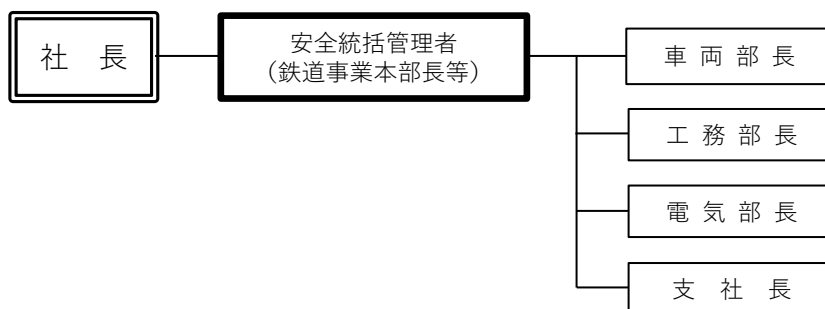 社　長
安全統括管理者
（鉄道事業本部長等）
車 両 部 長
工 務 部 長
電 気 部 長
支　社　長